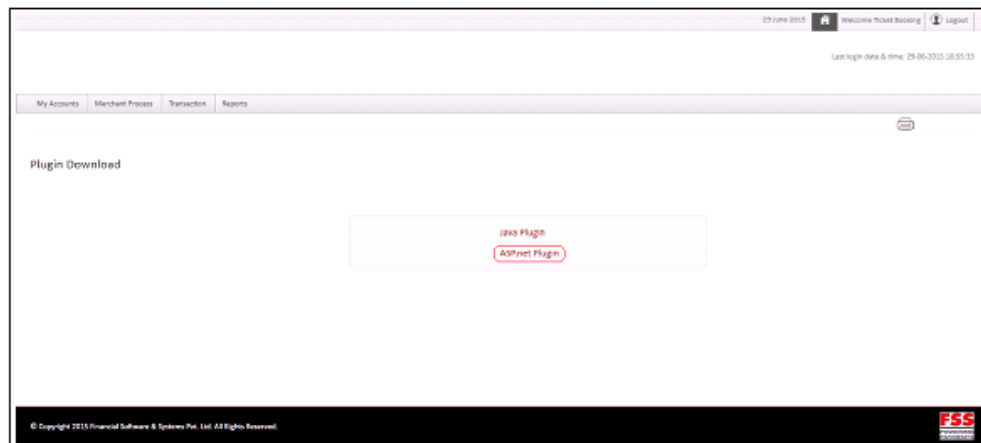 29 June 2015 Welcome Ticket Booking Logout
Last login date & time: 29-06-2015 18:55:33
My Accounts Merchant Process Transaction Reports
Plugin Download
Java Plugin
ASP.net Plugin
© Copyright 2015 Financial Software & Systems Pvt. Ltd. All Rights Reserved.
FSS